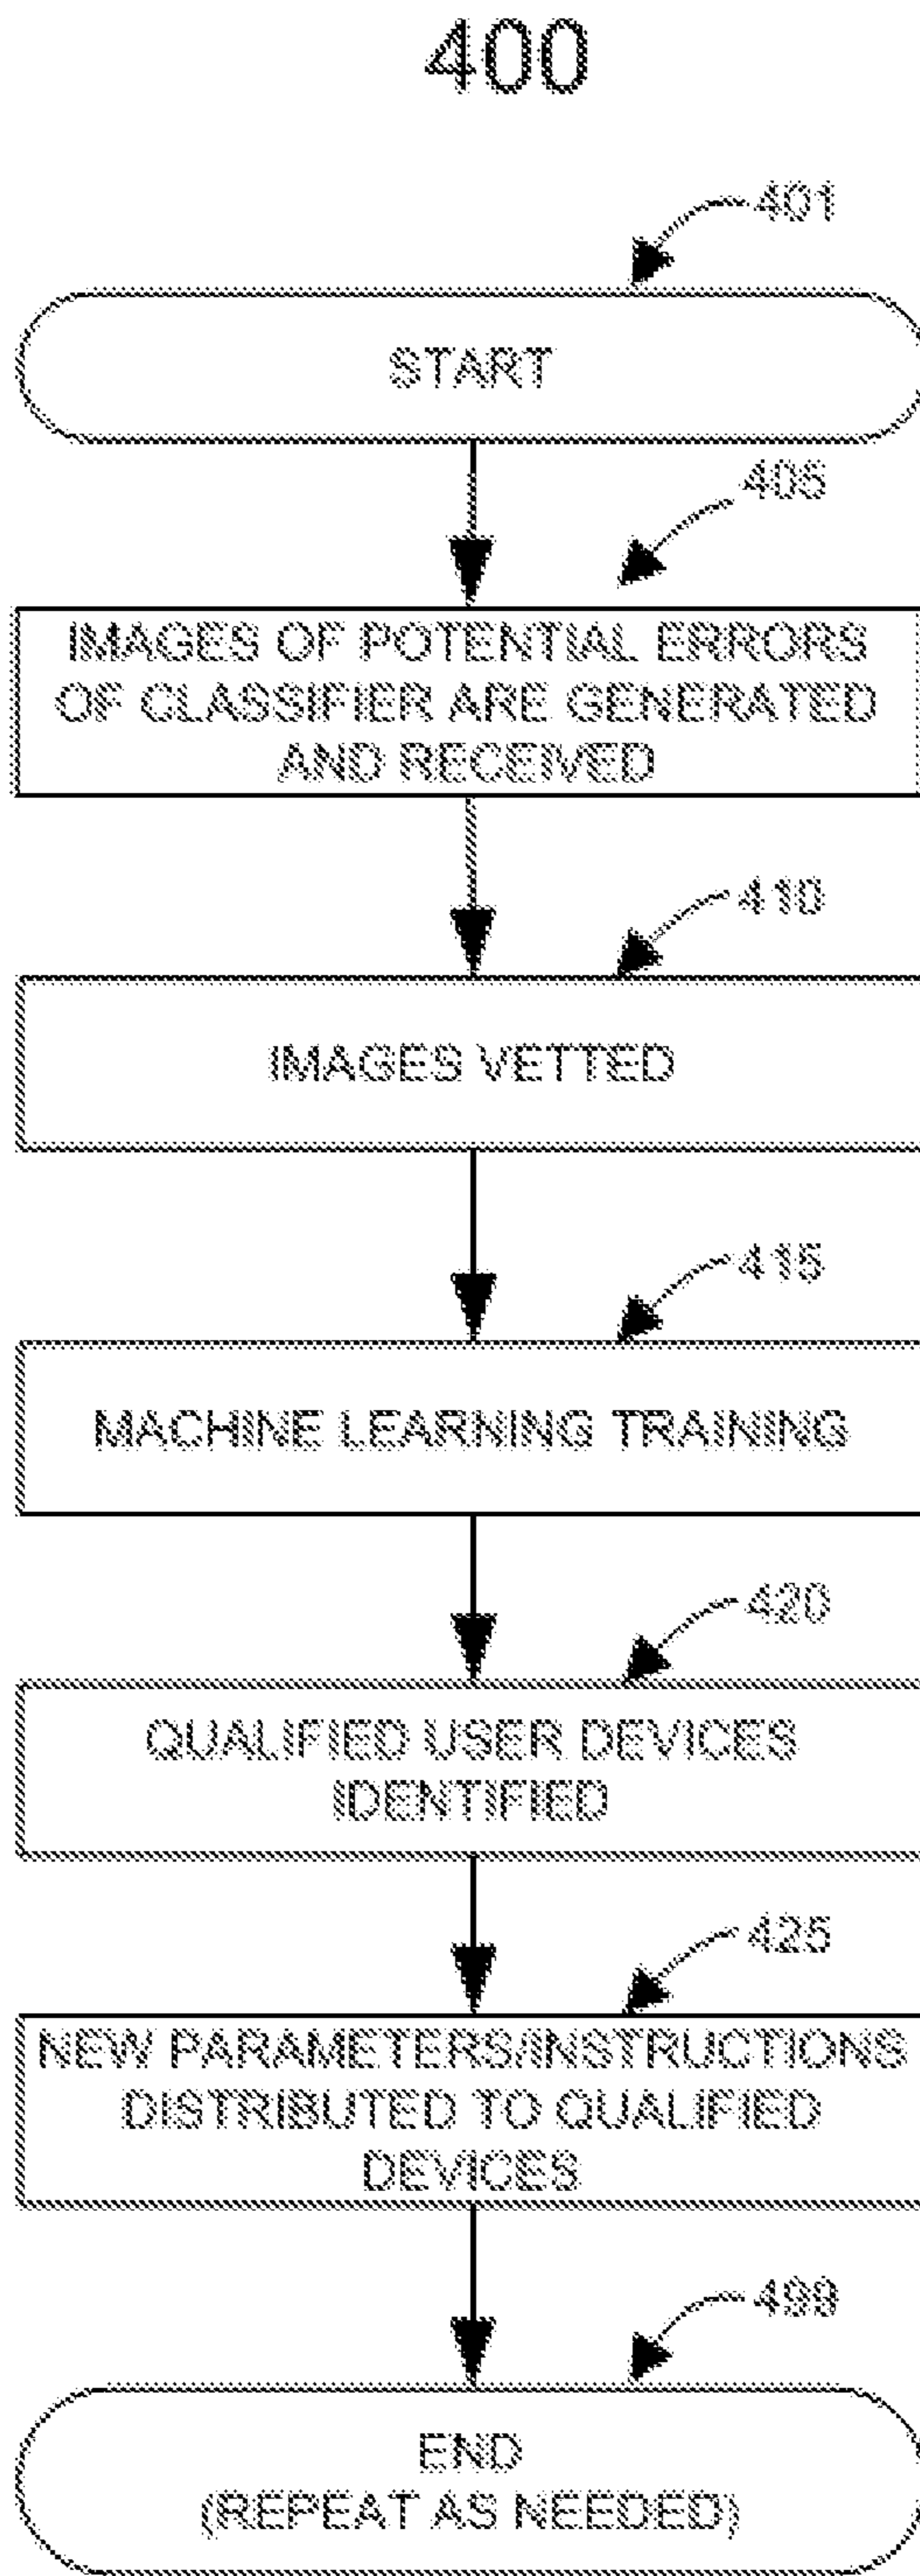 400
401
START
405
IMAGES OF POTENTIAL ERRORS
OF CLASSIFIER ARE GENERATED
AND RECEIVED
410
IMAGES VETTED
415
MACHINE LEARNING TRAINING
420
QUALIFIED USER DEVICES
IDENTIFIED
425
NEW PARAMETERS/INSTRUCTIONS
DISTRIBUTED TO QUALIFIED
DEVICES
499
END
(REPEAT AS NEEDED)